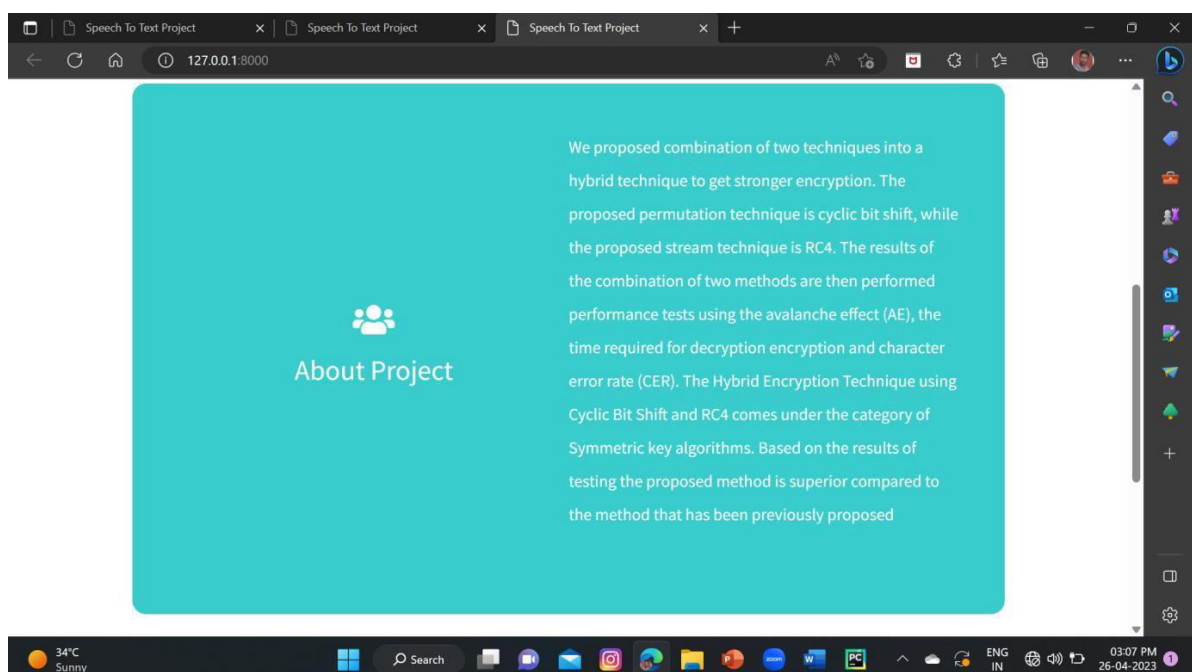 Speech To Text Project
Speech To Text Project
Speech To Text Project
127.0.0.1:8000
We proposed combination of two techniques into a
hybrid technique to get stronger encryption. The
proposed permutation technique is cyclic bit shift, while
the proposed stream technique is RC4. The results of
the combination of two methods are then performed
performance tests using the avalanche effect (AE), the
time required for decryption encryption and character
error rate (CER). The Hybrid Encryption Technique using
Cyclic Bit Shift and RC4 comes under the category of
Symmetric key algorithms. Based on the results of
testing the proposed method is superior compared to
the method that has been previously proposed
About Project
34°C
Sunny
Search
zoom
W
PC
ENG
IN
03:07 PM
26-04-2023
1